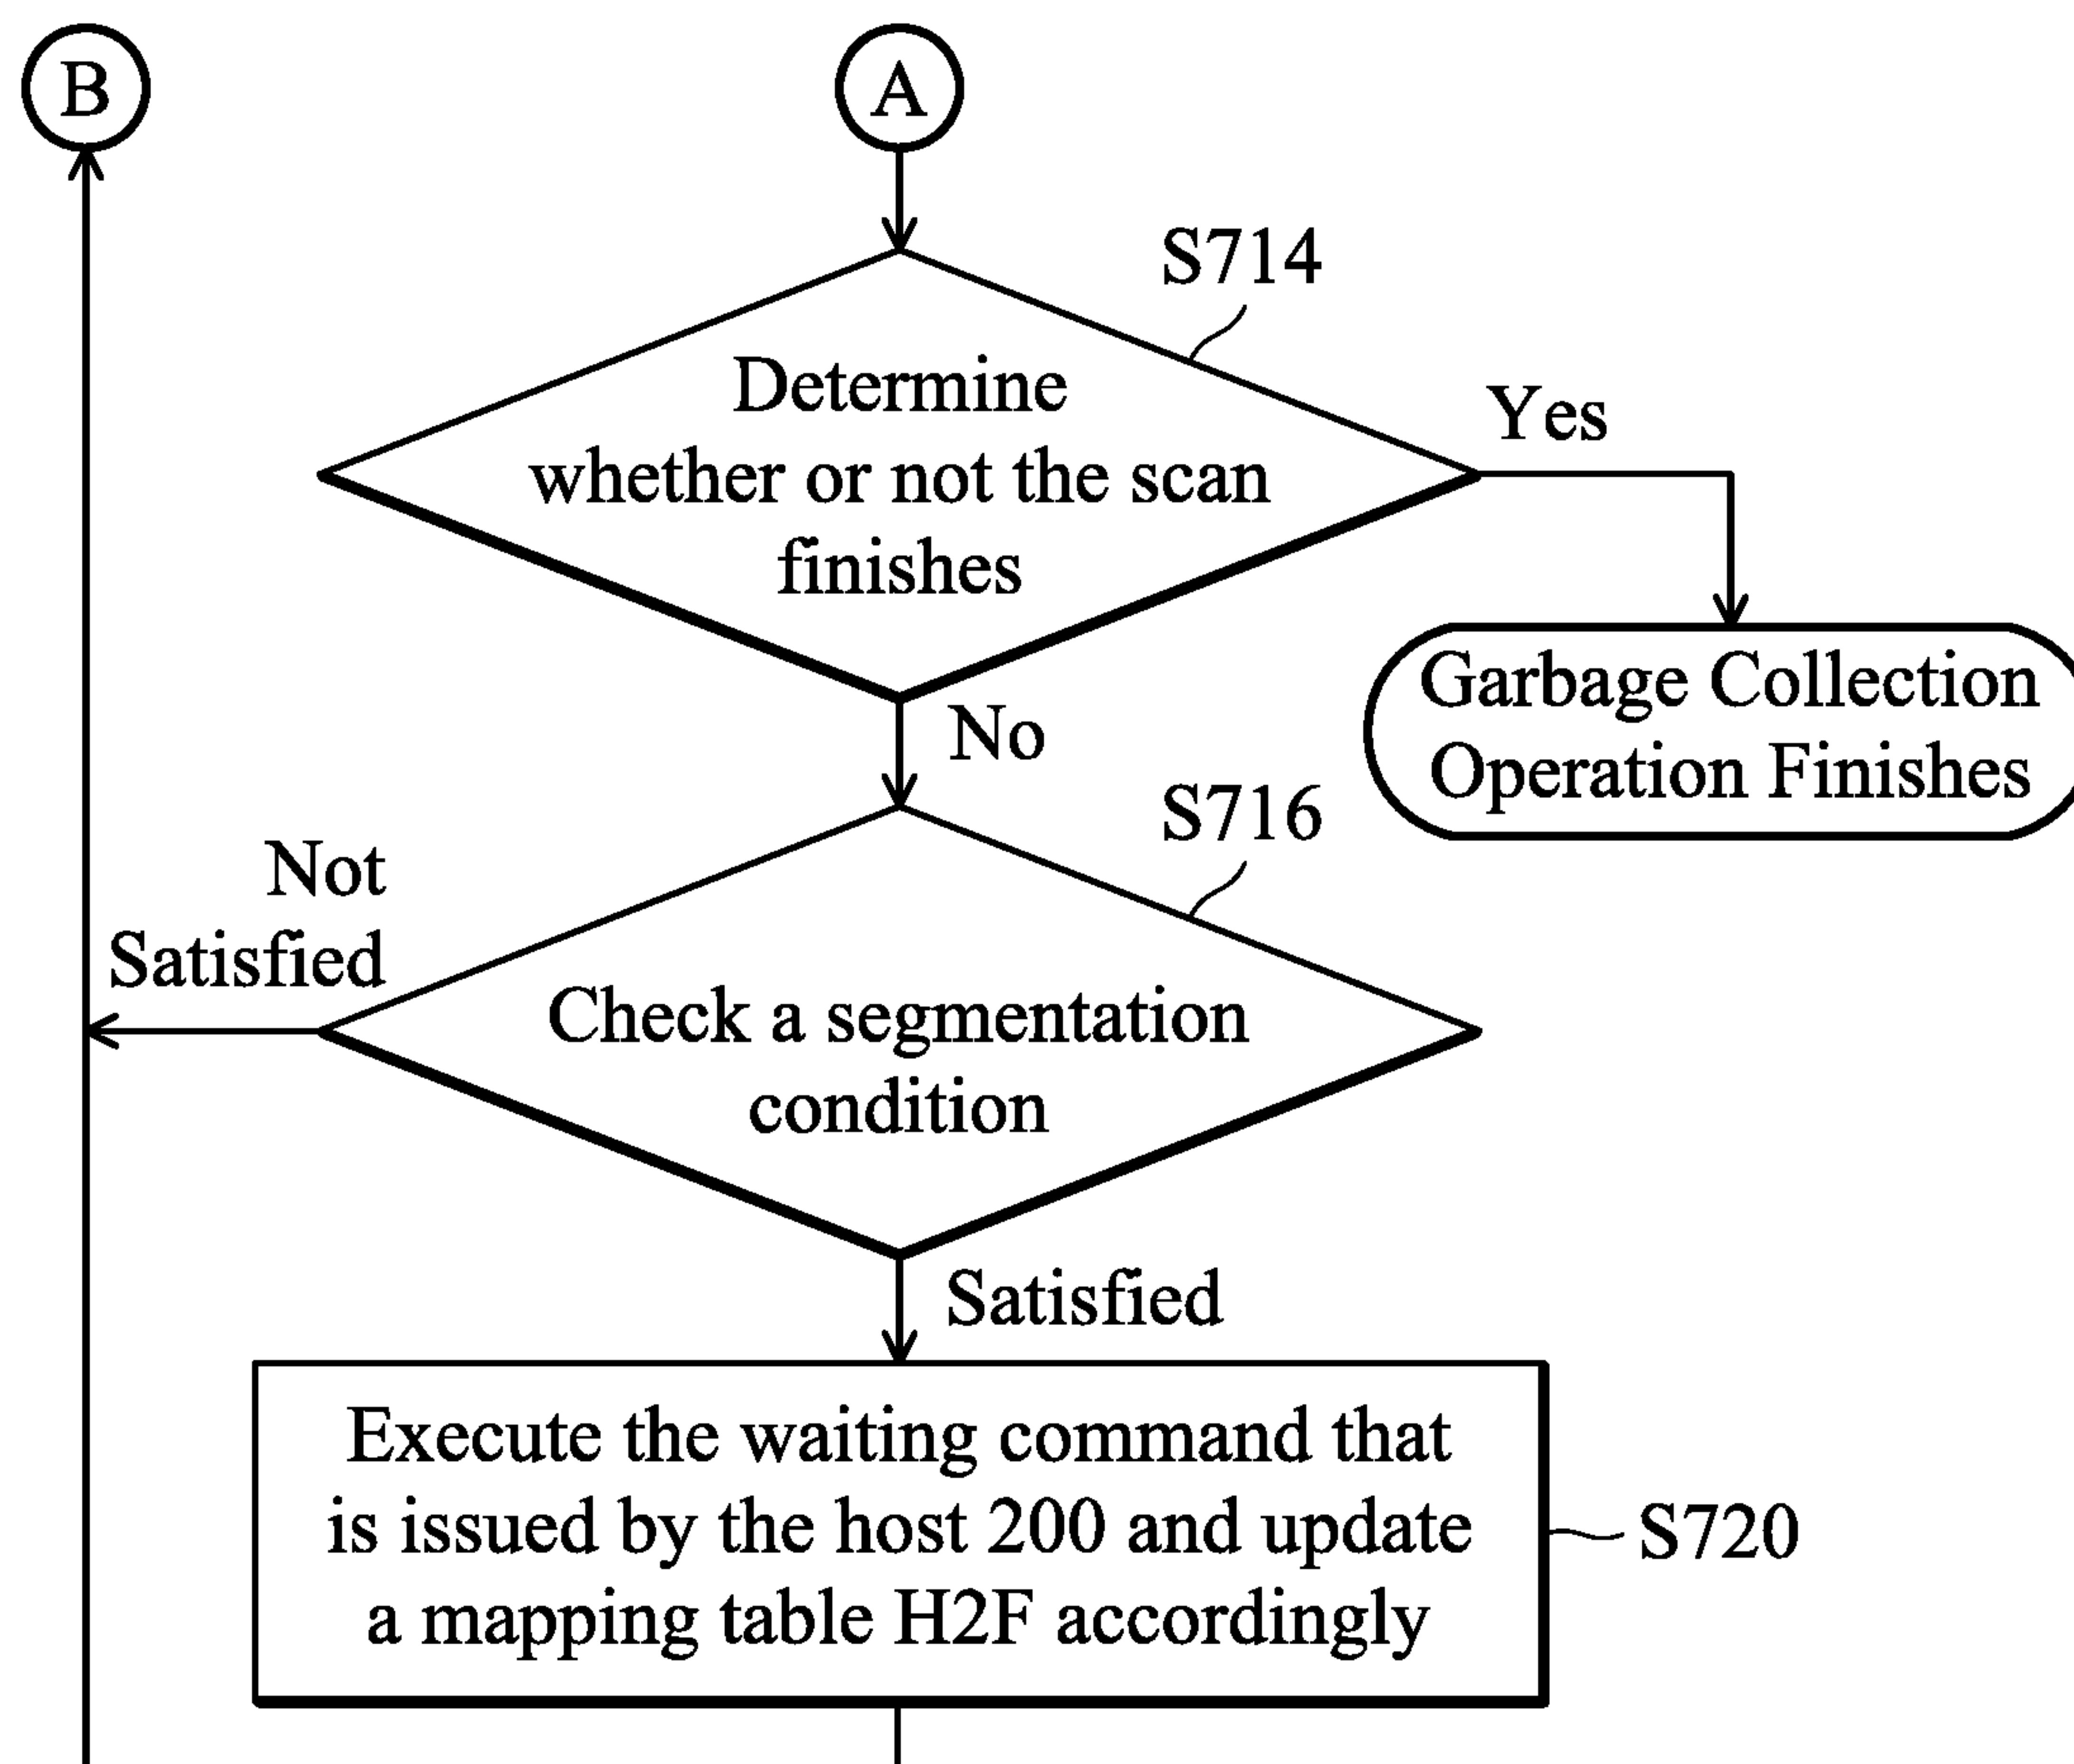 B
A
S714
Determine
whether or not the scan
finishes
Yes
Garbage Collection
Operation Finishes
No
S716
Not
Satisfied
Check a segmentation
condition
Satisfied
Execute the waiting command that
is issued by the host 200 and update
a mapping table H2F accordingly
S720